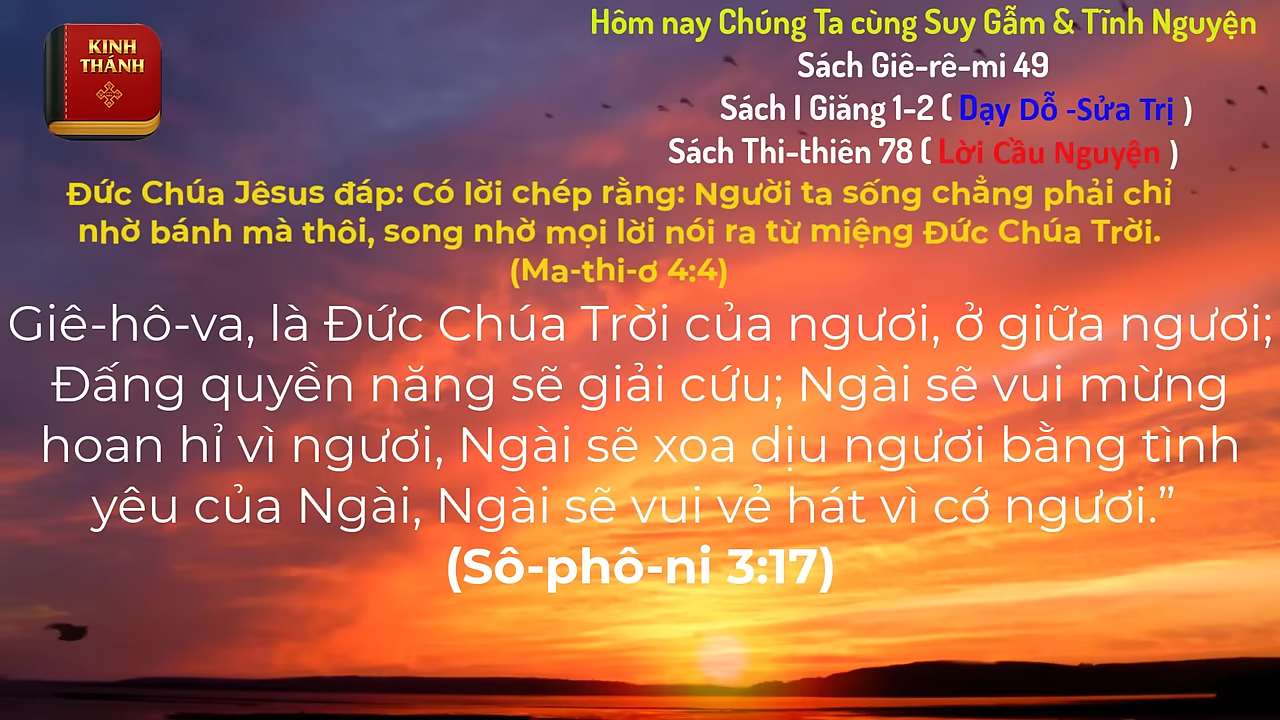 KINH
THÁNH
Hôm nay Chúng Ta cùng Suy Gẫm & Tĩnh Nguyện
Sách Giê-rê-mi 49
Sách I Giăng 1-2 ( Dạy Dỗ -Sửa Trị )
Sách Thi-thiên 78 ( Lời Cầu Nguyện )
Đức Chúa Jêsus đáp: Có lời chép rằng: Người ta sống chẳng phải chỉ
nhờ bánh mà thôi, song nhờ mọi lời nói ra từ miệng Đức Chúa Trời.
(Ma-thi-ơ 4:4)
Giê-hô-va, là Đức Chúa Trời của ngươi, ở giữa ngươi;
Đấng quyền năng sẽ giải cứu; Ngài sẽ vui mừng
hoan hỉ vì ngươi, Ngài sẽ xoa dịu ngươi bằng tình
yêu của Ngài, Ngài sẽ vui vẻ hát vì cớ ngươi.”
(Sô-phô-ni 3:17)